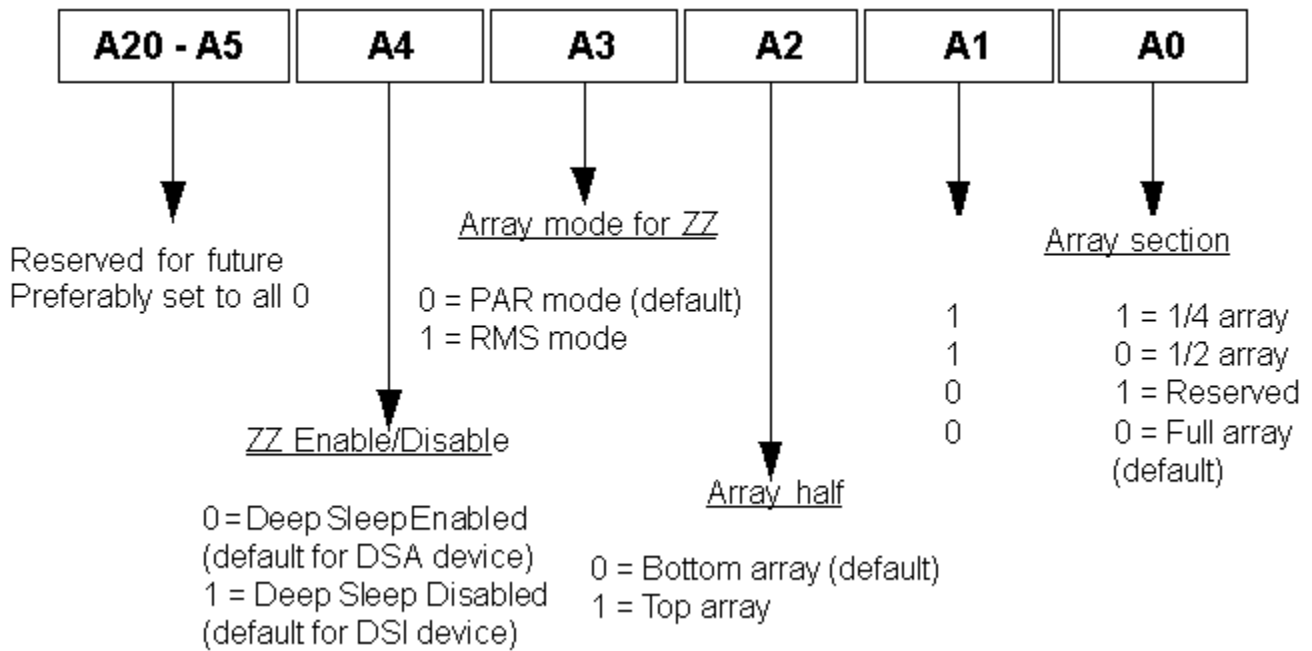 A20 - A5 A4 A3 A2 A1 A0
Reserved for future
Preferably set to all 0
ZZ Enable/Disable
0 = Deep Sleep Enabled
(default for DSA device)
1 = Deep Sleep Disabled
(default for DSI device)
Array mode for ZZ
0 = PAR mode (default)
1 = RMS mode
Array half
0 = Bottom array (default)
1 = Top array
Array section
1 1 = 1/4 array
1 0 = 1/2 array
0 1 = Reserved
0 0 = Full array
(default)